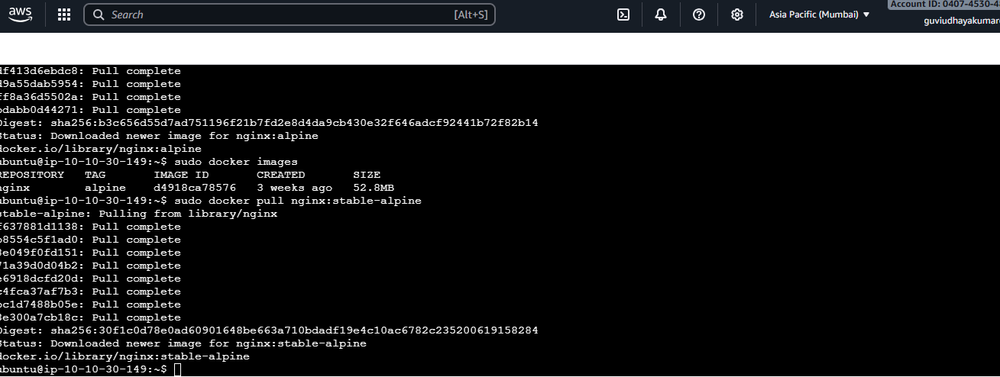 aws
Search [Alt+S]
Asia Pacific (Mumbai)
Account ID: 0407-4530-4
guviudhayakumar
df413d6ebdc8: Pull complete
d9a55dab5954: Pull complete
ff8a36d5502a: Pull complete
bdabb0d44271: Pull complete
Digest: sha256:b3c656d55d7ad751196f21b7fd2e8d4da9cb430e32f646adcf92441b72f82b14
Status: Downloaded newer image for nginx:alpine
docker.io/library/nginx:alpine
ubuntu@ip-10-10-30-149:~$ sudo docker images
REPOSITORY TAG IMAGE ID CREATED SIZE
nginx alpine d4918ca78576 3 weeks ago 52.8MB
ubuntu@ip-10-10-30-149:~$ sudo docker pull nginx:stable-alpine
stable-alpine: Pulling from library/nginx
f637881d1138: Pull complete
b8554c5f1ad0: Pull complete
3e049f0fd151: Pull complete
71a39d0d04b2: Pull complete
e6918dcfd20d: Pull complete
c4fca37af7b3: Pull complete
bc1d7488b05e: Pull complete
3e300a7cb18c: Pull complete
Digest: sha256:30f1c0d78e0ad60901648be663a710bdadf19e4c10ac6782c235200619158284
Status: Downloaded newer image for nginx:stable-alpine
docker.io/library/nginx:stable-alpine
ubuntu@ip-10-10-30-149:~$